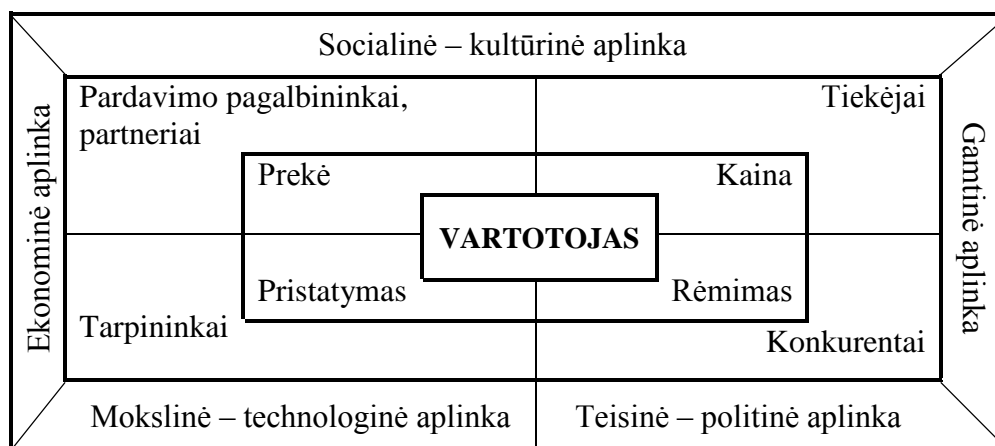 Socialinė – kultūrinė aplinka
Ekonominė aplinka
Pardavimo pagalbininkai,
partneriai
Tiekėjai
Gamtinė aplinka
Prekė
Kaina
VARTOTOJAS
Pristatymas
Rėmimas
Tarpininkai
Konkurentai
Mokslinė – technologinė aplinka
Teisinė – politinė aplinka